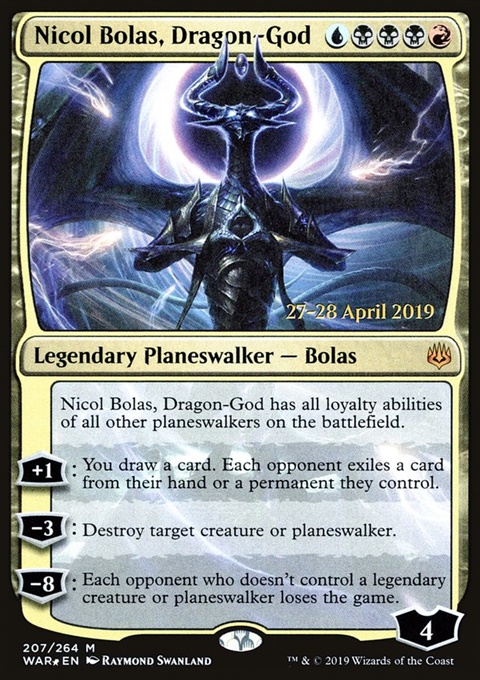 Nicol Bolas, Dragon-God
27-28 April 2019
Legendary Planeswalker — Bolas
Nicol Bolas, Dragon-God has all loyalty abilities
of all other planeswalkers on the battlefield.
+1 : You draw a card. Each opponent exiles a card
from their hand or a permanent they control.
-3 : Destroy target creature or planeswalker.
-8 : Each opponent who doesn't control a legendary
creature or planeswalker loses the game.
4
207/264 M
WAR★EN Raymond Swanland
™ & © 2019 Wizards of the Coast